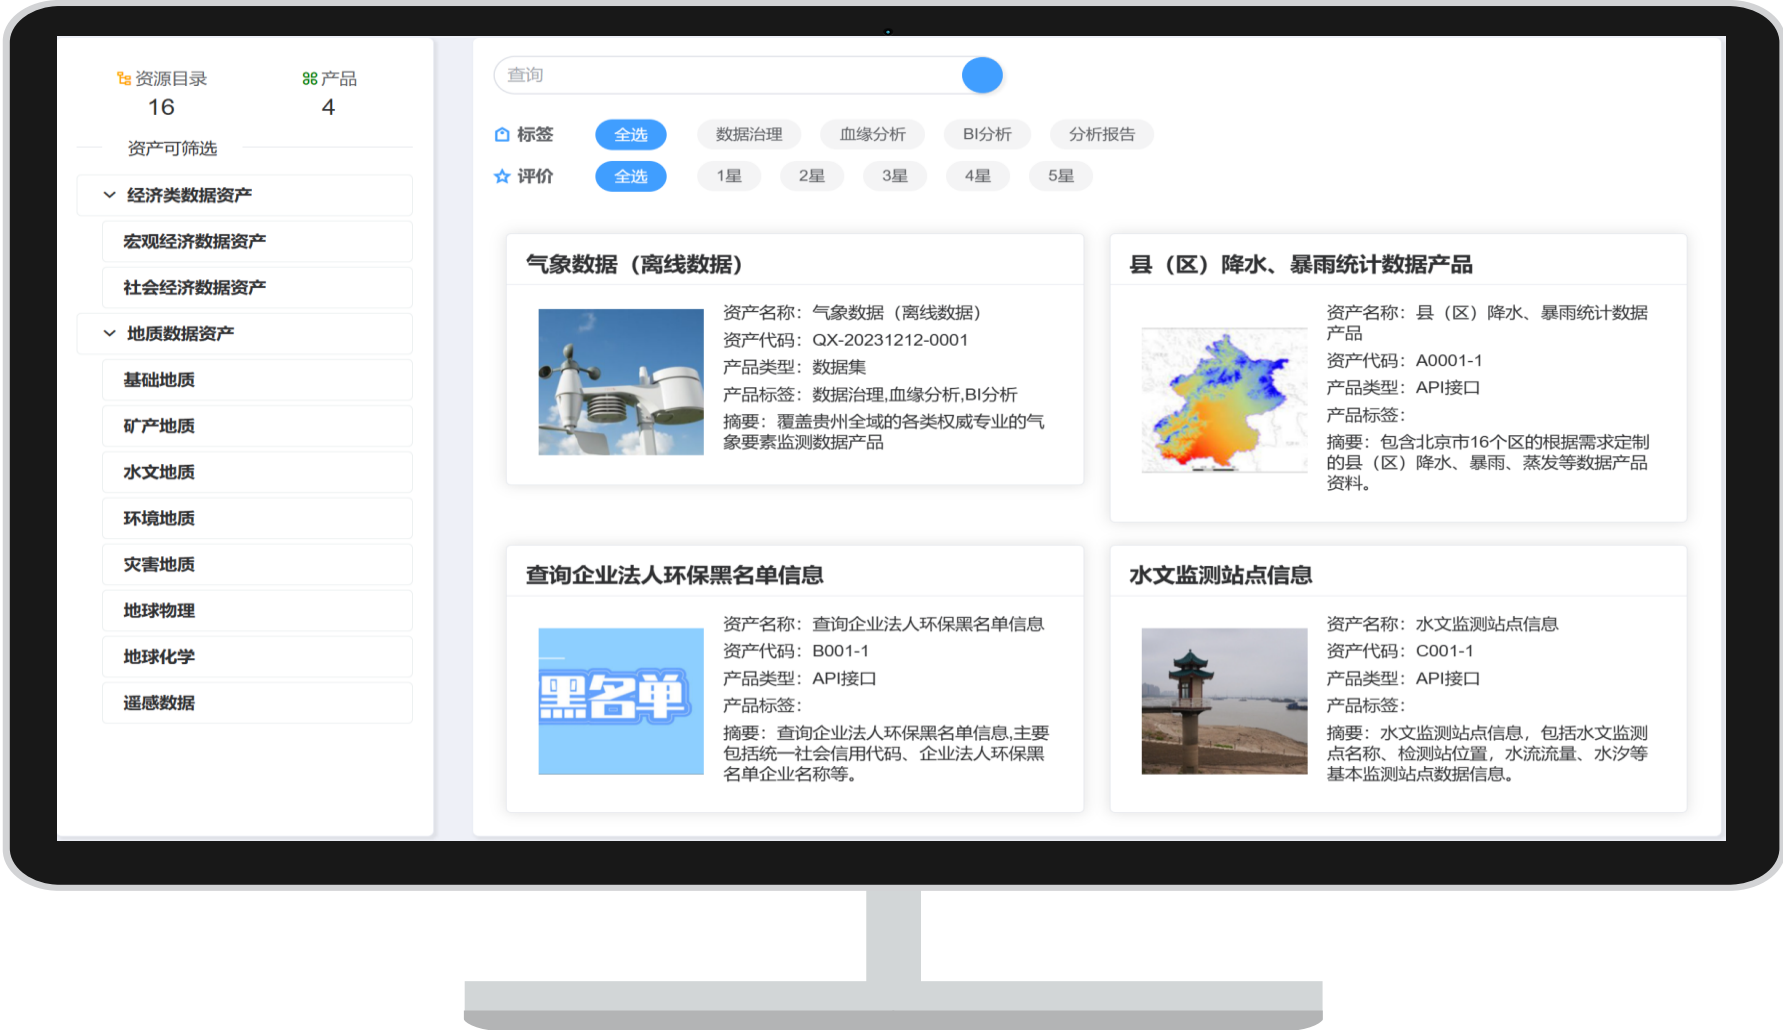 资源目录
16
产品
4
资产可筛选
经济类数据资产
宏观经济数据资产
社会经济数据资产
地质数据资产
基础地质
矿产地质
水文地质
环境地质
灾害地质
地球物理
地球化学
遥感数据
查询
标签 全选 数据治理 血缘分析 BI分析 分析报告
评价 全选 1星 2星 3星 4星 5星
气象数据（离线数据）
资产名称：气象数据（离线数据）
资产代码：QX-20231212-0001
产品类型：数据集
产品标签：数据治理,血缘分析,BI分析
摘要：覆盖贵州全域的各类权威专业的气
象要素监测数据产品
县（区）降水、暴雨统计数据产品
资产名称：县（区）降水、暴雨统计数据
产品
资产代码：A0001-1
产品类型：API接口
产品标签：
摘要：包含北京市16个区的根据需求定制
的县（区）降水、暴雨、蒸发等数据产品
资料。
查询企业法人环保黑名单信息
黑名单
资产名称：查询企业法人环保黑名单信息
资产代码：B001-1
产品类型：API接口
产品标签：
摘要：查询企业法人环保黑名单信息,主要
包括统一社会信用代码、企业法人环保黑
名单企业名称等。
水文监测站点信息
资产名称：水文监测站点信息
资产代码：C001-1
产品类型：API接口
产品标签：
摘要：水文监测站点信息，包括水文监测
点名称、检测站位置，水流流量、水汐等
基本监测站点数据信息。